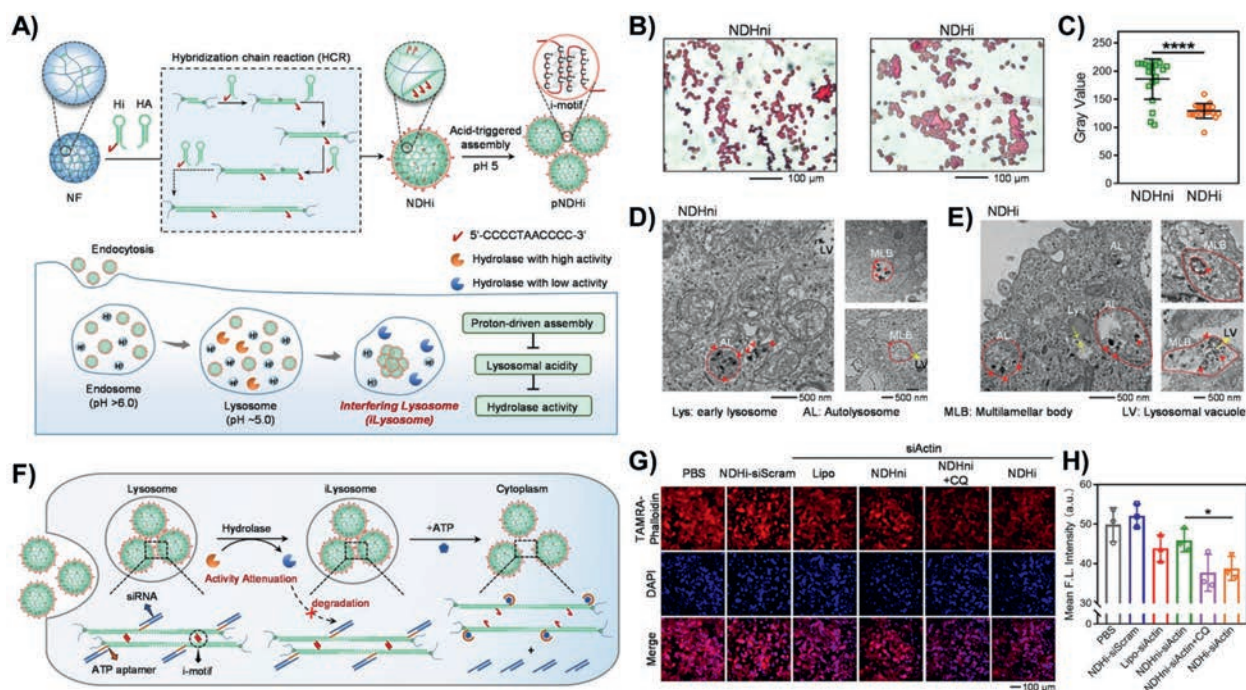 A)
Hybridization chain reaction (HCR)
Hi HA
i-motif
Acid-triggered
assembly
pH 5
NF
NDHi
pNDHi
Endocytosis
5'-CCCCTAACCCC-3'
Hydrolase with high activity
Hydrolase with low activity
Proton-driven assembly
Lysosomal acidity
Hydrolase activity
Endosome
(pH >6.0)
Lysosome
(pH ~5.0)
Interfering Lysosome
(iLysosome)
B)
NDHni
NDHi
100 μm
100 μm
C)
****
Gray Value
250
200
150
100
50
0
NDHni NDHi
D)
NDHni
LV
MLB
AL
MLB
LV
500 nm
500 nm
E)
NDHi
AL
MLB
Lys
AL
AL
LV
MLB
500 nm
500 nm
Lys: early lysosome AL: Autolysosome MLB: Multilamellar body LV: Lysosomal vacuole
F)
Lysosome
iLysosome
Cytoplasm
Hydrolase
+ATP
Activity Attenuation
siRNA
degradation
ATP aptamer
i-motif
+
G)
siActin
PBS NDHi-siScram Lipo NDHni NDHni
+CQ NDHi
TAMRA-
Phalloidin
DAPI
Merge
100 μm
H)
*
Mean F.L. Intensity (a.u.)
60
50
40
30
0
PBS
NDHi-siScram
Lipo-siActin
NDHni-siActin
NDHni-siActin+CQ
NDHi-siActin